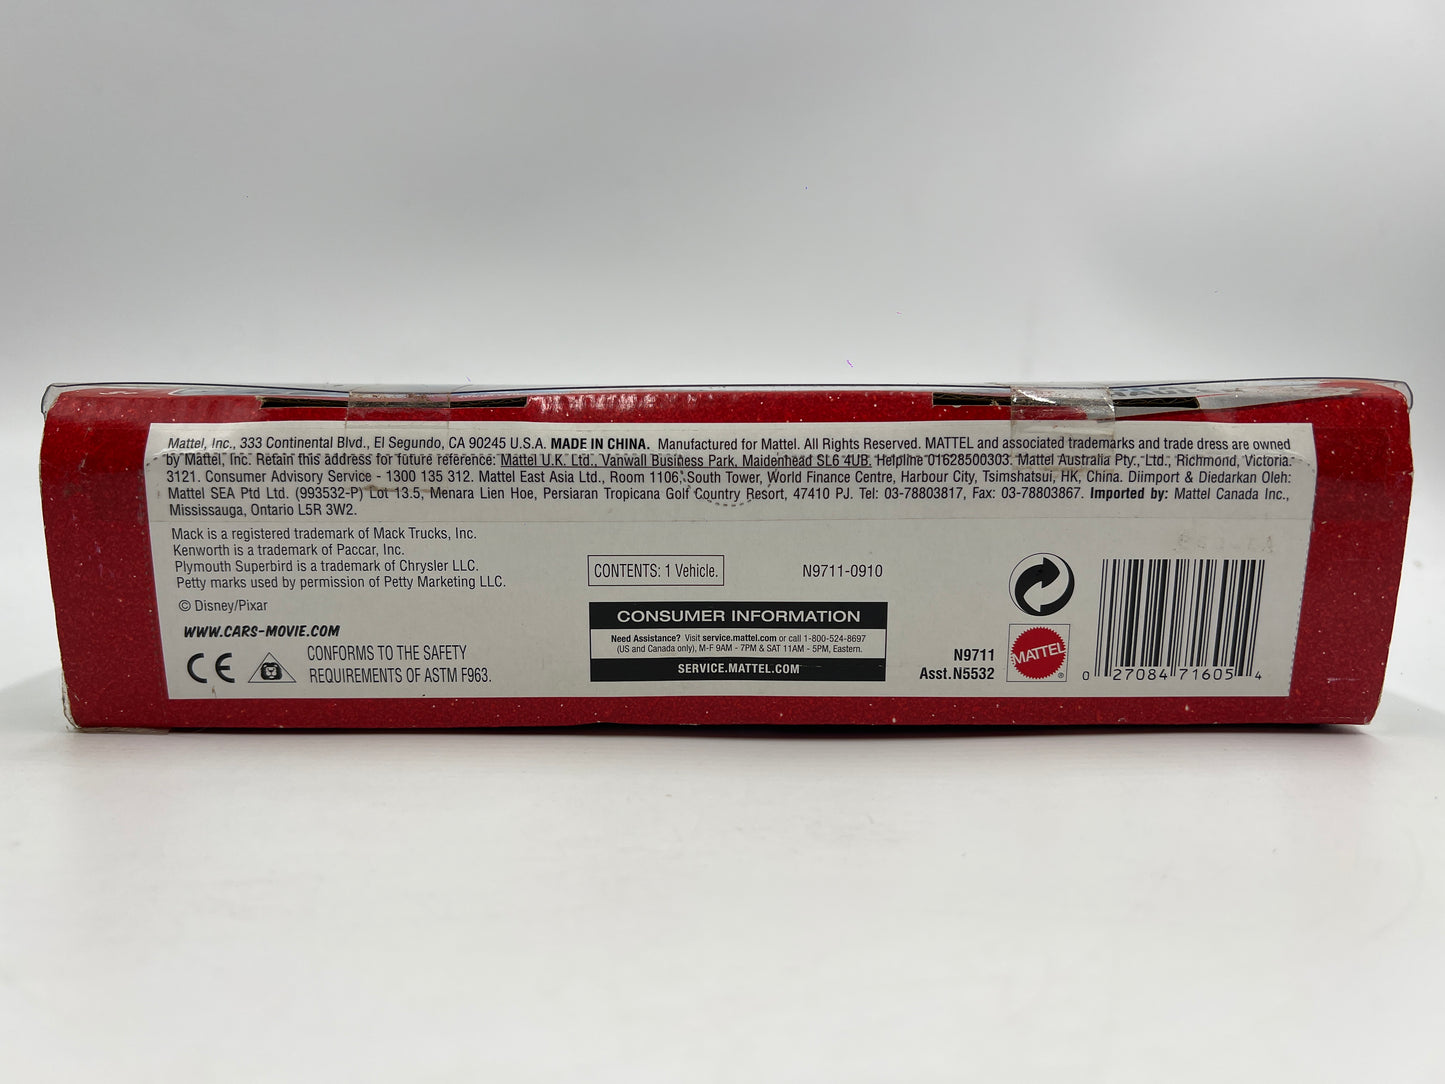 Mattel, Inc., 333 Continental Blvd., El Segundo, CA 90245 U.S.A. MADE IN CHINA. Manufactured for Mattel. All Rights Reserved. MATTEL and associated trademarks and trade dress are owned
by Mattel, Inc. Retain this address for future reference: Mattel U.K. Ltd., Vanwall Business Park, Maidenhead SL6 4UB. Helpline 01628500303. Mattel Australia Pty., Ltd., Richmond, Victoria.
3121. Consumer Advisory Service - 1300 135 312. Mattel East Asia Ltd., Room 1106, South Tower, World Finance Centre, Harbour City, Tsimshatsui, HK, China. Diimport & Diedarkan Oleh:
Mattel SEA Ptd Ltd. (993532-P) Lot 13.5, Menara Lien Hoe, Persiaran Tropicana Golf Country Resort, 47410 PJ. Tel: 03-78803817, Fax: 03-78803867. Imported by: Mattel Canada Inc.,
Mississauga, Ontario L5R 3W2.
Mack is a registered trademark of Mack Trucks, Inc.
Kenworth is a trademark of Paccar, Inc.
Plymouth Superbird is a trademark of Chrysler LLC.
Petty marks used by permission of Petty Marketing LLC.
© Disney/Pixar
WWW.CARS-MOVIE.COM
CE
CONFORMS TO THE SAFETY
REQUIREMENTS OF ASTM F963.
CONTENTS: 1 Vehicle.
N9711-0910
CONSUMER INFORMATION
Need Assistance? Visit service.mattel.com or call 1-800-524-8697
(US and Canada only), M-F 9AM - 7PM & SAT 11AM - 5PM, Eastern.
SERVICE.MATTEL.COM
N9711
Asst. N5532
MATTEL ®
0 27084 71605 4